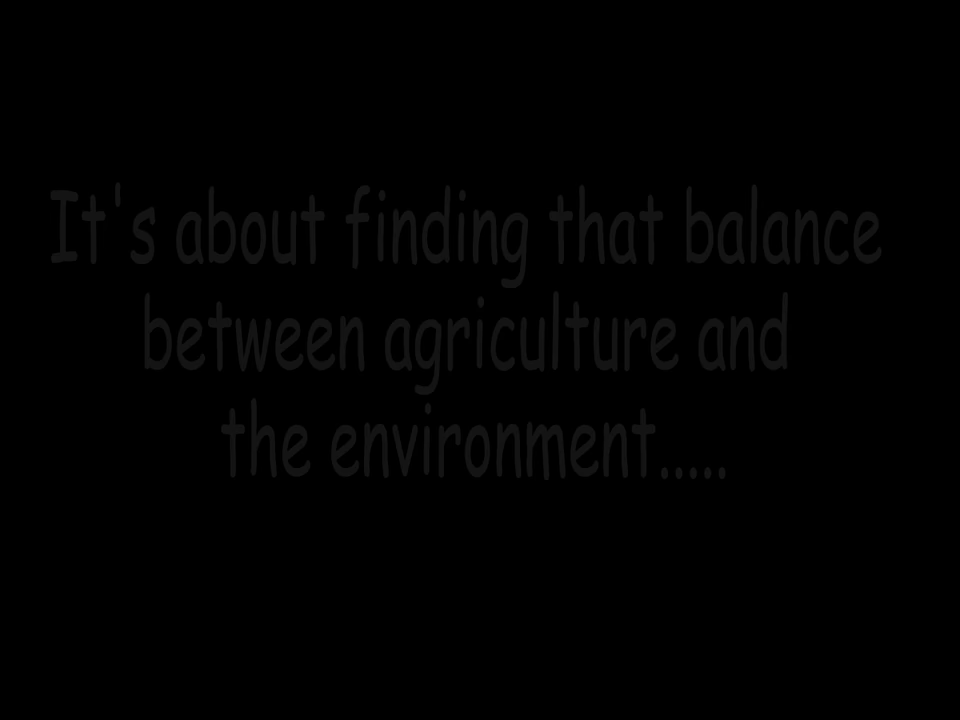 It's about finding that balance
between agriculture and
the environment.....